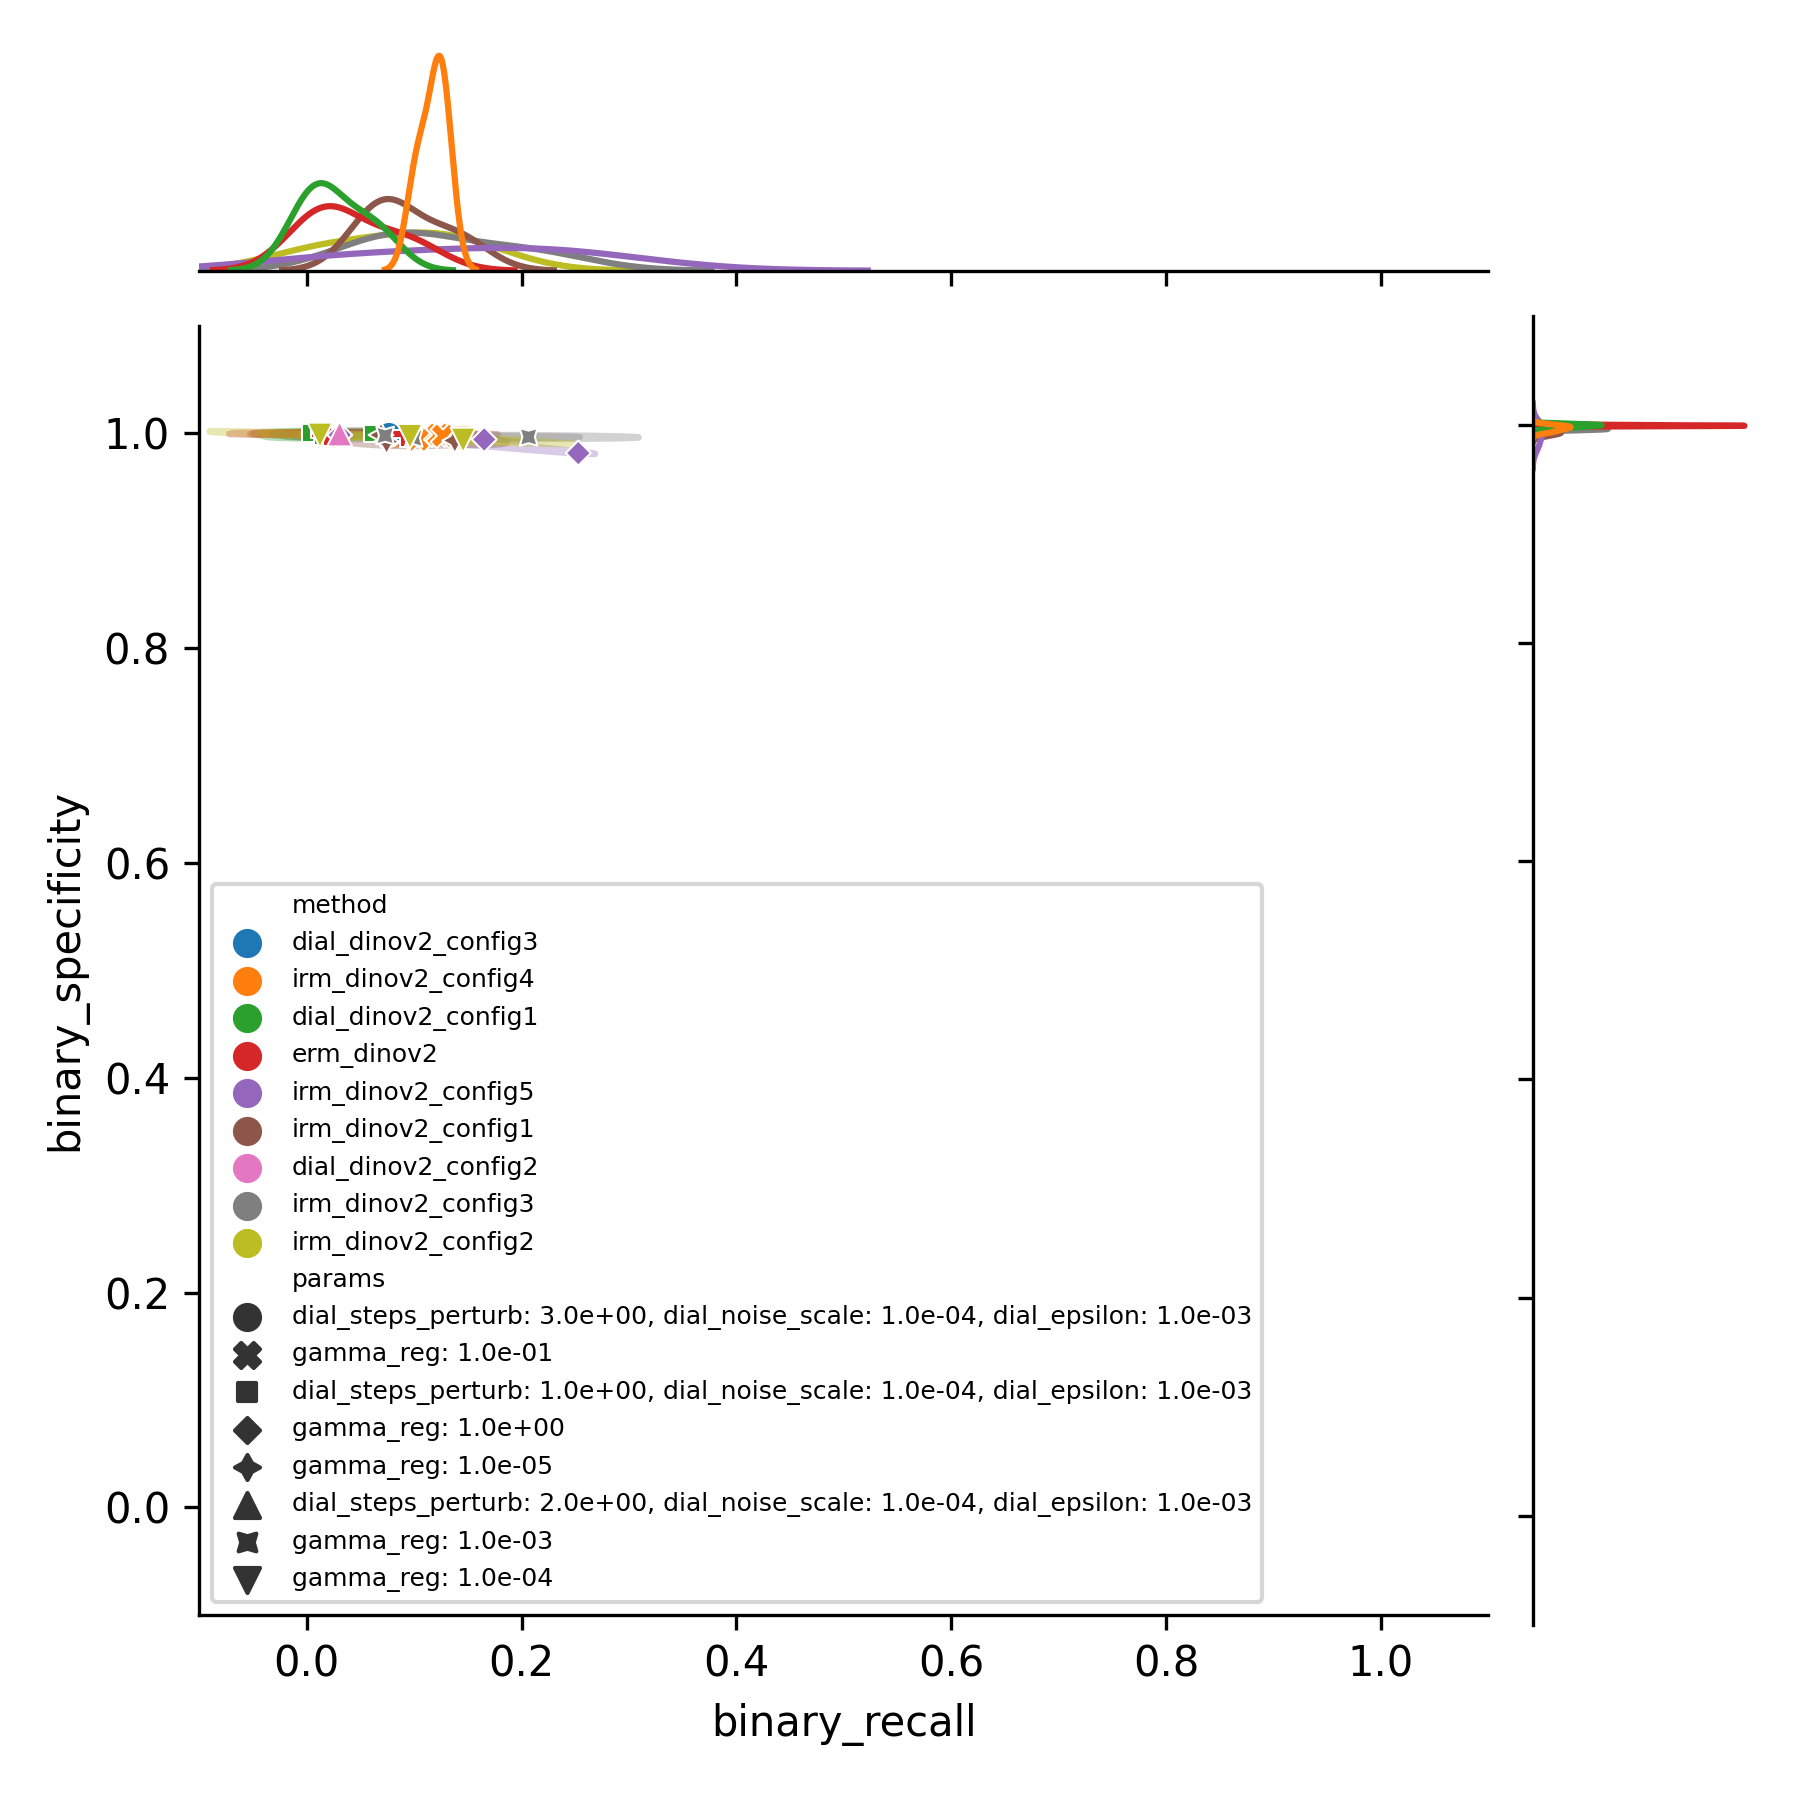 1.0
0.8
0.6
0.4
0.2
0.0
binary_specificity
method
dial_dinov2_config3
irm_dinov2_config4
dial_dinov2_config1
erm_dinov2
irm_dinov2_config5
irm_dinov2_config1
dial_dinov2_config2
irm_dinov2_config3
irm_dinov2_config2
params
dial_steps_perturb: 3.0e+00, dial_noise_scale: 1.0e-04, dial_epsilon: 1.0e-03
gamma_reg: 1.0e-01
dial_steps_perturb: 1.0e+00, dial_noise_scale: 1.0e-04, dial_epsilon: 1.0e-03
gamma_reg: 1.0e+00
gamma_reg: 1.0e-05
dial_steps_perturb: 2.0e+00, dial_noise_scale: 1.0e-04, dial_epsilon: 1.0e-03
gamma_reg: 1.0e-03
gamma_reg: 1.0e-04
0.0 0.2 0.4 0.6 0.8 1.0
binary_recall